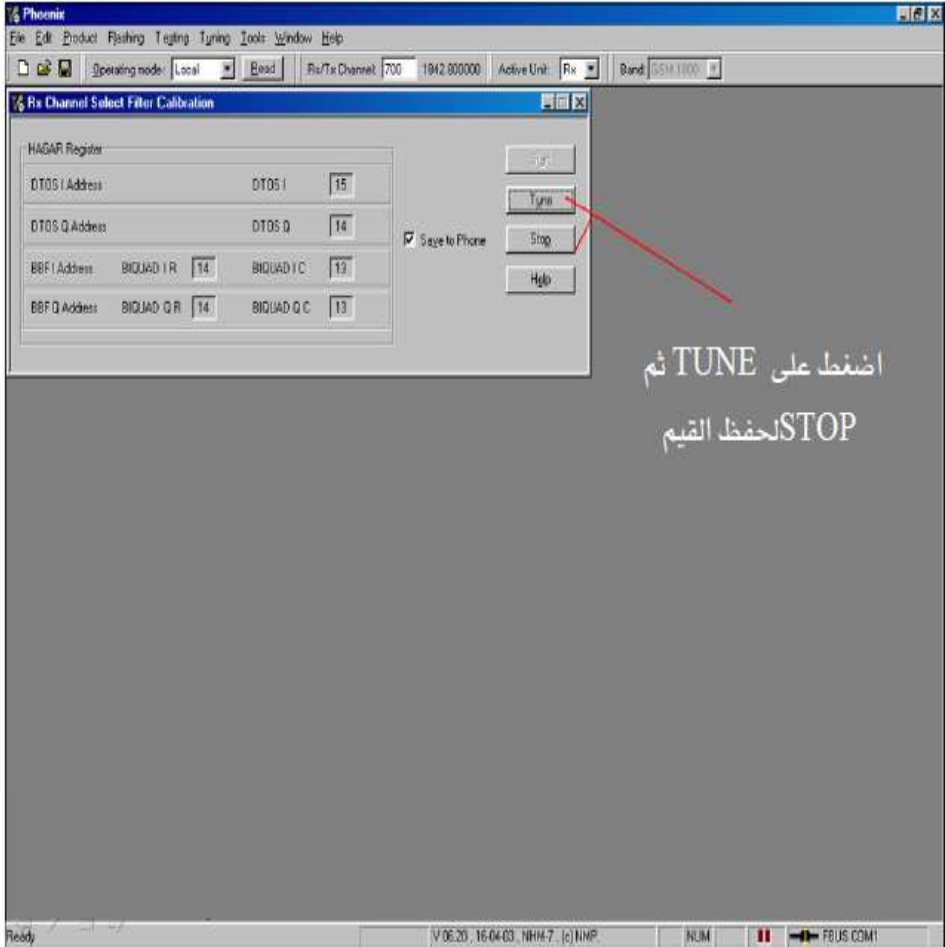 Phoenix
File Edit Product Flashing Testing Tuning Tools Window Help
Operating mode: Local Read Rx/Tx Channel: 700 1842.800000 Active Unit: Rx Band: GSM 1800
Rx Channel Select Filter Calibration
HAGAR Register
DTOS I Address DTOS I 15
DTOS Q Address DTOS Q 14
BBF I Address BIQUAD I R 14 BIQUAD I C 13
BBF Q Address BIQUAD Q R 14 BIQUAD Q C 13
Save to Phone
Tune
Stop
Help
اضغط على TUNE ثم
STOPلحفظ القيم
Ready V 06.20 , 16-04-03 , NHM-7 , (c) NMP. NUM FBUS COM1